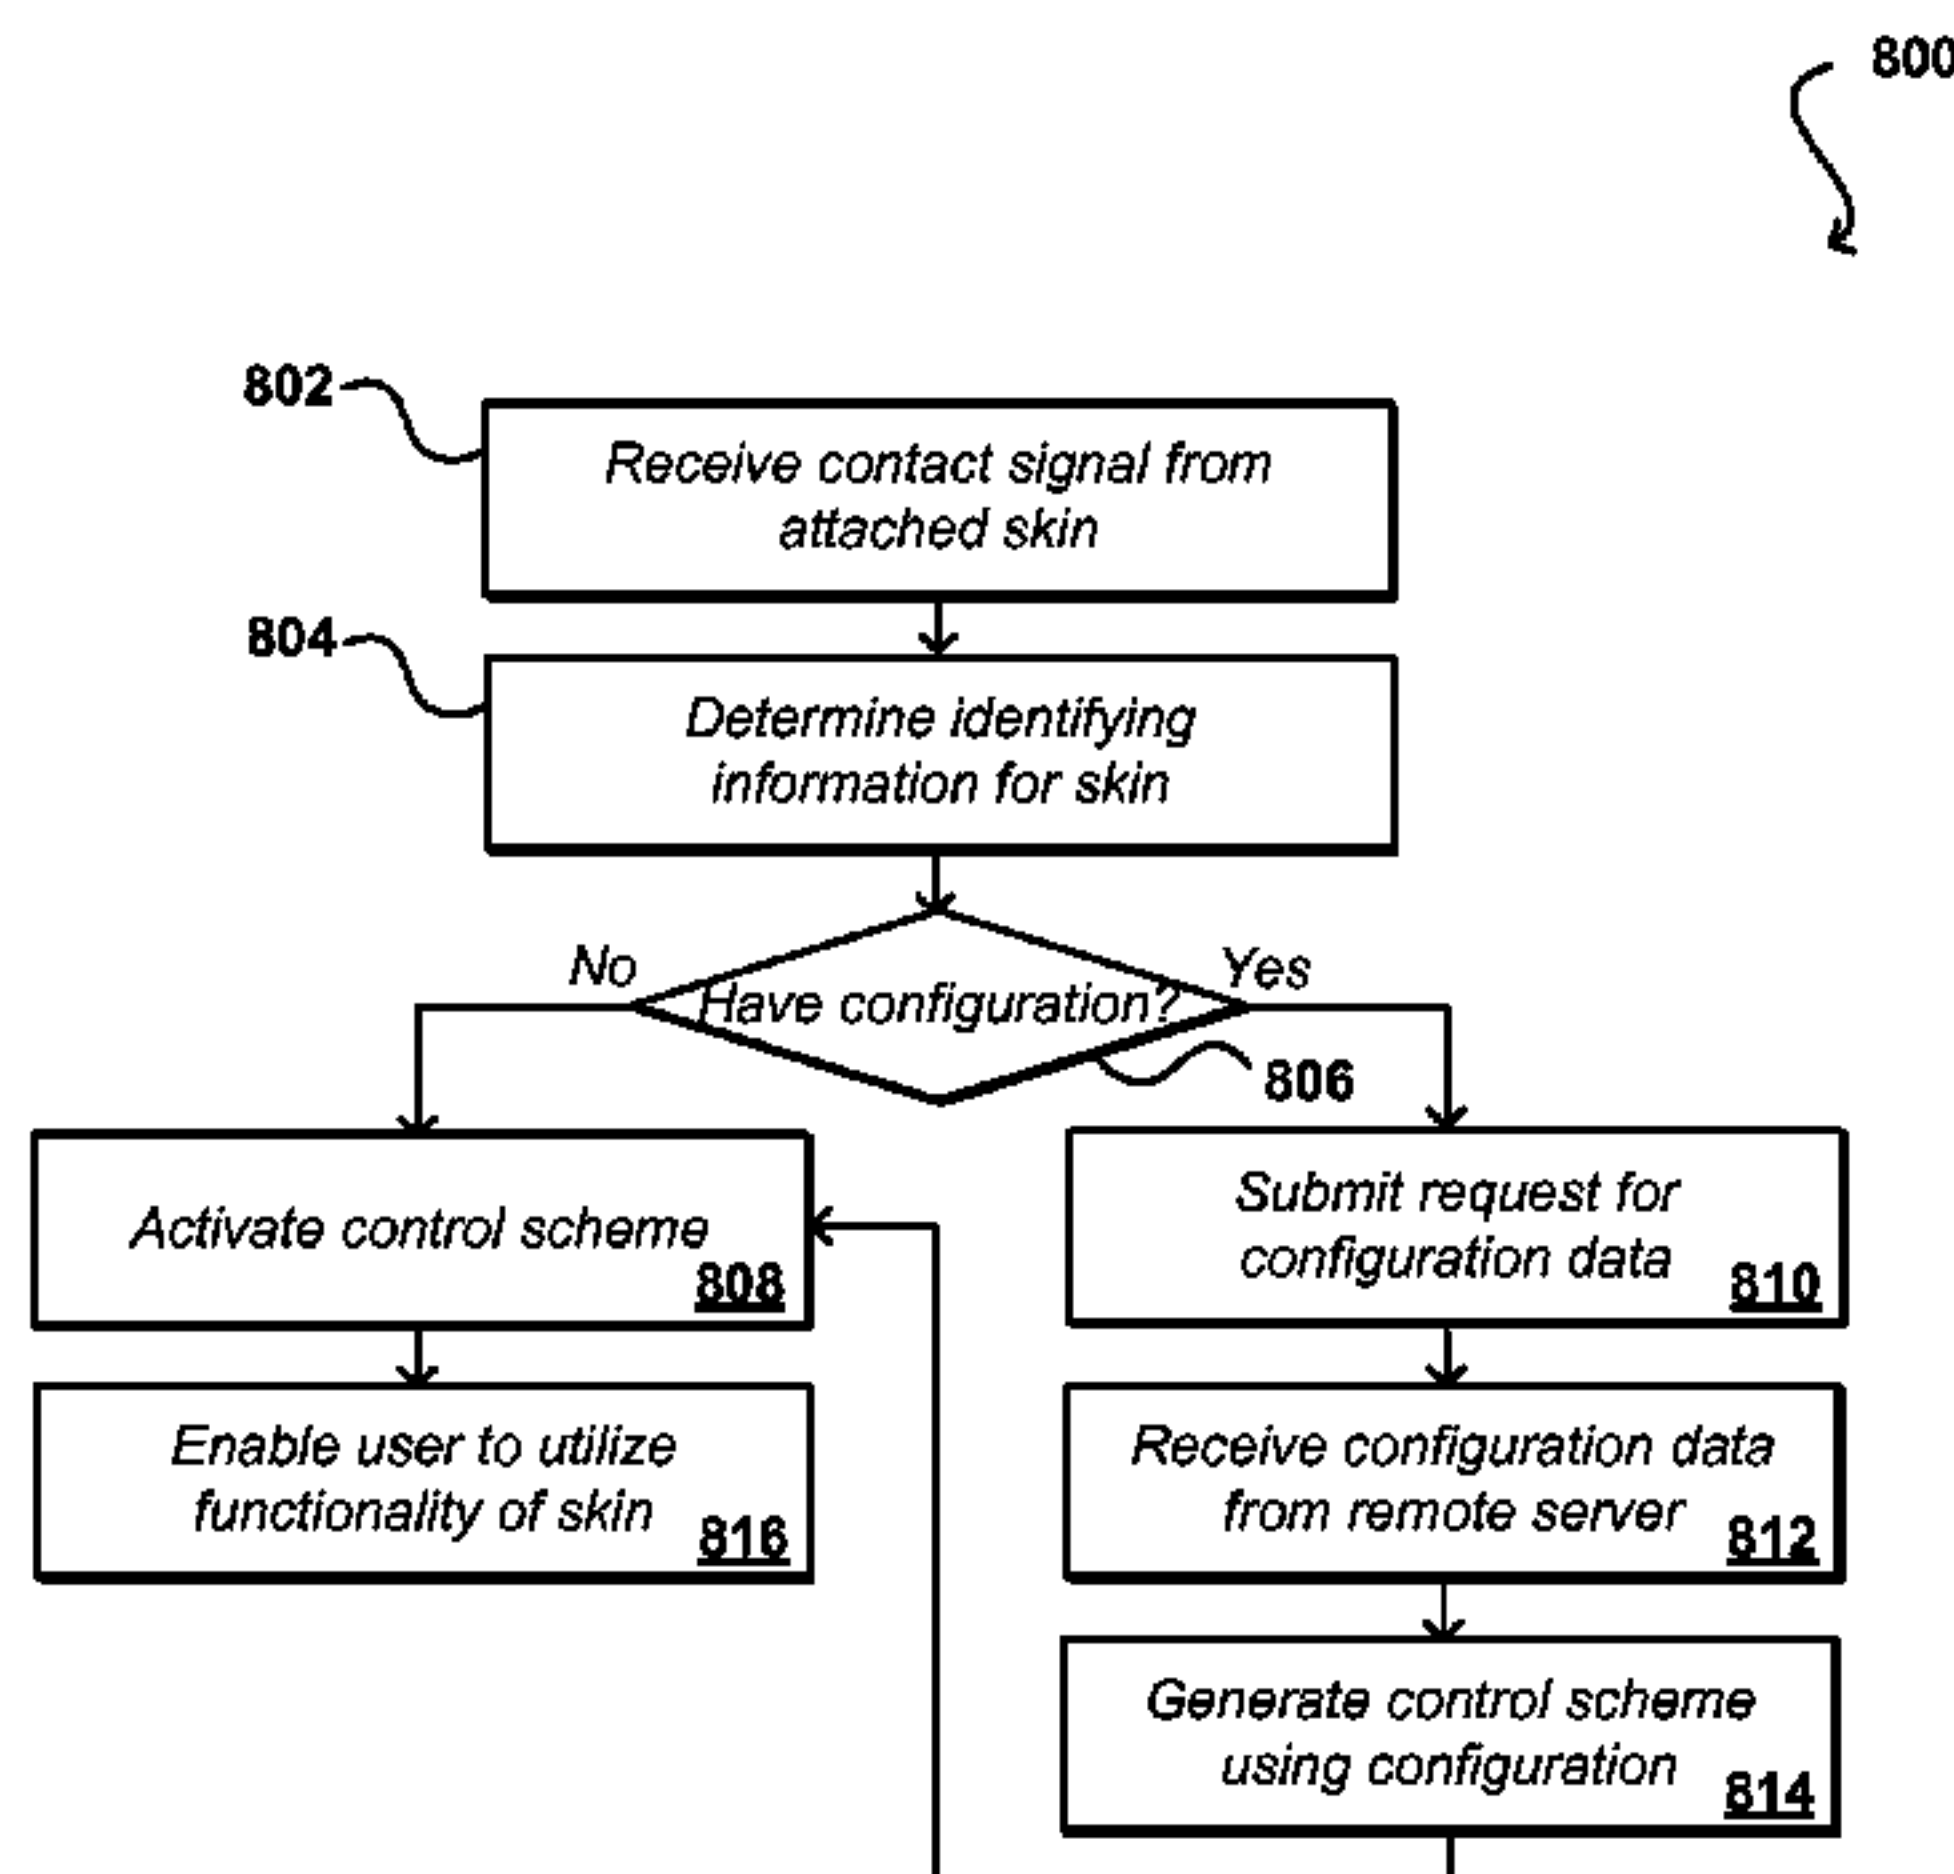 800
802
Receive contact signal from
attached skin
804
Determine identifying
information for skin
No
Have configuration?
Yes
806
Activate control scheme
808
Submit request for
configuration data
810
Enable user to utilize
functionality of skin
816
Receive configuration data
from remote server
812
Generate control scheme
using configuration
814